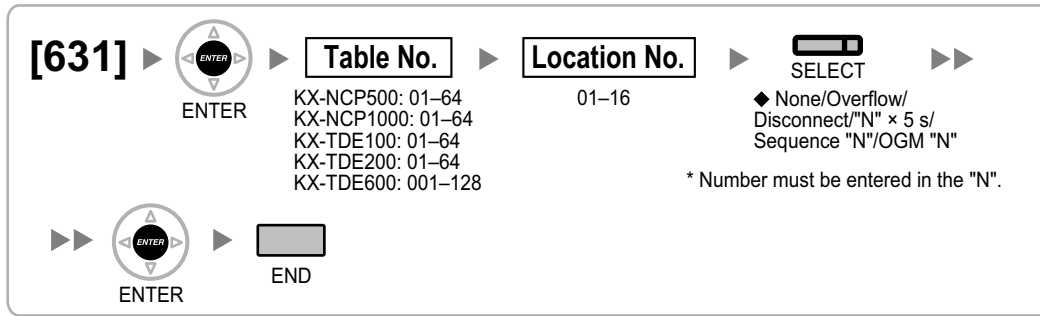 [631]
ENTER
ENTER
Table No.
KX-NCP500: 01–64
KX-NCP1000: 01–64
KX-TDE100: 01–64
KX-TDE200: 01–64
KX-TDE600: 001–128
Location No.
01–16
SELECT
◆ None/Overflow/
Disconnect/"N" × 5 s/
Sequence "N"/OGM "N"
* Number must be entered in the "N".
ENTER
ENTER
END